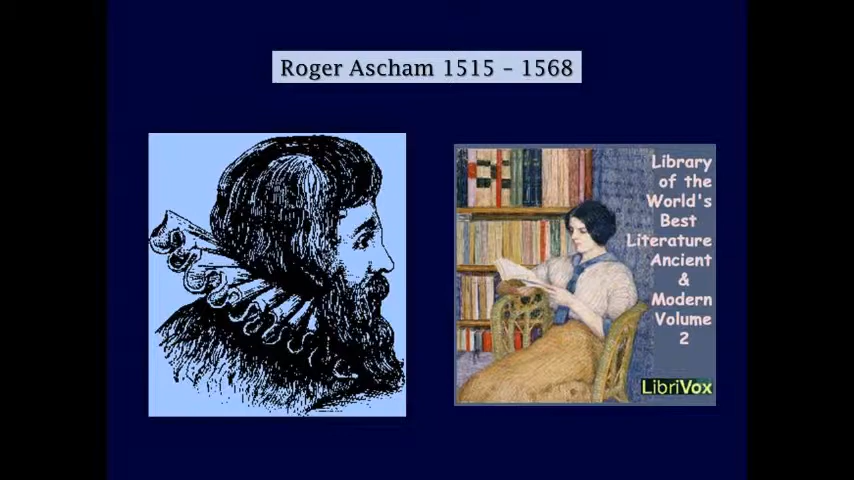 Roger Ascham 1515 – 1568
Library
of the
World's
Best
Literature
Ancient
&
Modern
Volume
2
LibriVox